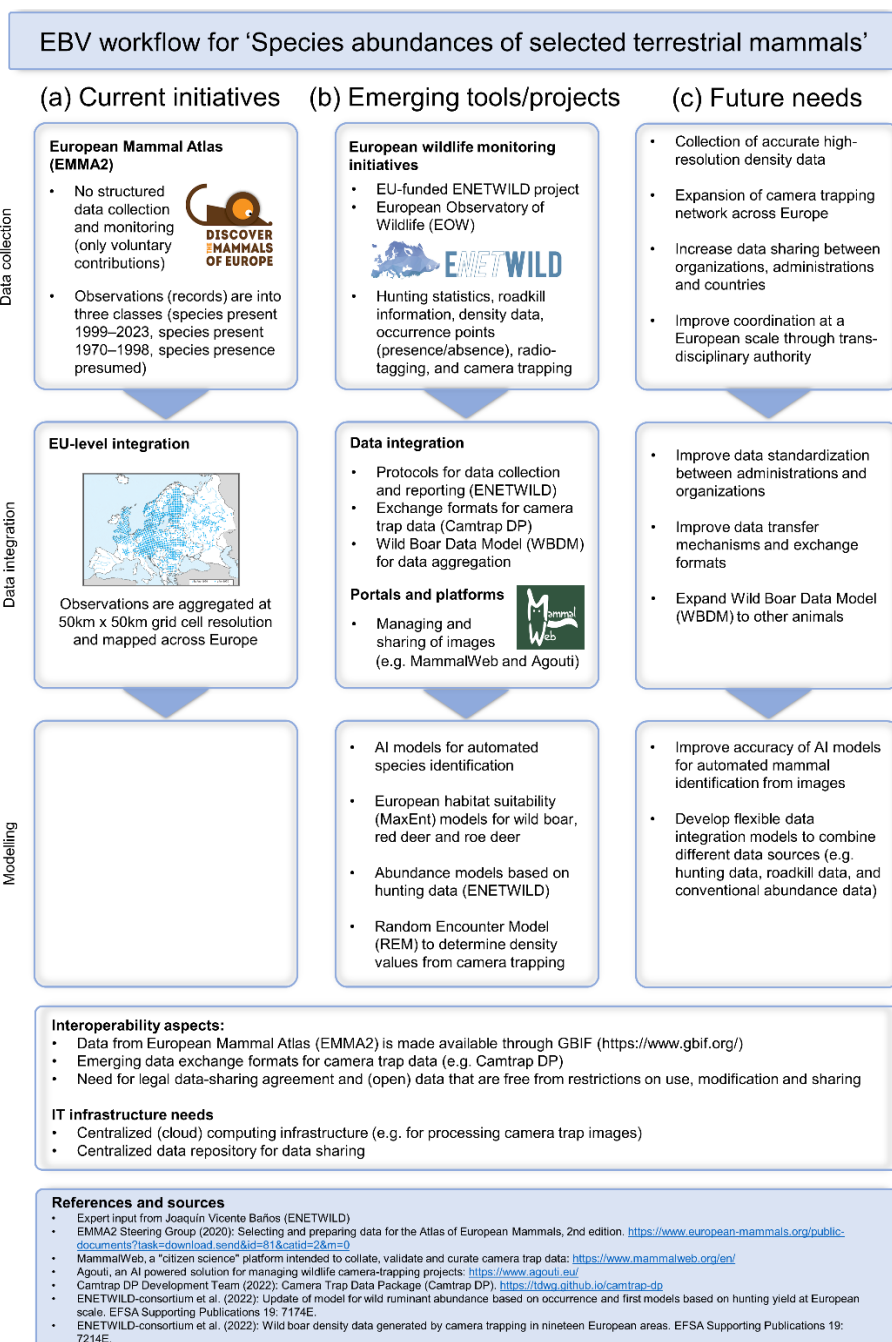 EBV workflow for ‘Species abundances of selected terrestrial mammals’
(a) Current initiatives
(b) Emerging tools/projects
(c) Future needs
Data collection
European Mammal Atlas
(EMMA2)
• No structured
data collection
and monitoring
(only voluntary
contributions)
DISCOVER
THE MAMMALS
OF EUROPE
• Observations (records) are into
three classes (species present
1999–2023, species present
1970–1998, species presence
presumed)
European wildlife monitoring
initiatives
• EU-funded ENETWILD project
• European Observatory of
Wildlife (EOW)
ENETWILD
• Hunting statistics, roadkill
information, density data,
occurrence points
(presence/absence), radio-
tagging, and camera trapping
• Collection of accurate high-
resolution density data
• Expansion of camera trapping
network across Europe
• Increase data sharing between
organizations, administrations
and countries
• Improve coordination at a
European scale through trans-
disciplinary authority
Data integration
EU-level integration
Observations are aggregated at
50km x 50km grid cell resolution
and mapped across Europe
Data integration
• Protocols for data collection
and reporting (ENETWILD)
• Exchange formats for camera
trap data (Camtrap DP)
• Wild Boar Data Model (WBDM)
for data aggregation
Portals and platforms
• Managing and
sharing of images
(e.g. MammalWeb and Agouti)
Mammal
Web
• Improve data standardization
between administrations and
organizations
• Improve data transfer
mechanisms and exchange
formats
• Expand Wild Boar Data Model
(WBDM) to other animals
Modelling
• AI models for automated
species identification
• European habitat suitability
(MaxEnt) models for wild boar,
red deer and roe deer
• Abundance models based on
hunting data (ENETWILD)
• Random Encounter Model
(REM) to determine density
values from camera trapping
• Improve accuracy of AI models
for automated mammal
identification from images
• Develop flexible data
integration models to combine
different data sources (e.g.
hunting data, roadkill data, and
conventional abundance data)
Interoperability aspects:
• Data from European Mammal Atlas (EMMA2) is made available through GBIF (https://www.gbif.org/)
• Emerging data exchange formats for camera trap data (e.g. Camtrap DP)
• Need for legal data-sharing agreement and (open) data that are free from restrictions on use, modification and sharing
IT infrastructure needs
• Centralized (cloud) computing infrastructure (e.g. for processing camera trap images)
• Centralized data repository for data sharing
References and sources
• Expert input from Joaquín Vicente Baños (ENETWILD)
• EMMA2 Steering Group (2020): Selecting and preparing data for the Atlas of European Mammals, 2nd edition. https://www.european-mammals.org/public-
documents?task=download.send&id=81&catid=2&m=0
• MammalWeb, a "citizen science" platform intended to collate, validate and curate camera trap data: https://www.mammalweb.org/en/
• Agouti, an AI powered solution for managing wildlife camera-trapping projects: https://www.agouti.eu/
• Camtrap DP Development Team (2022): Camera Trap Data Package (Camtrap DP). https://tdwg.github.io/camtrap-dp
• ENETWILD-consortium et al. (2022): Update of model for wild ruminant abundance based on occurrence and first models based on hunting yield at European
scale. EFSA Supporting Publications 19: 7174E.
• ENETWILD-consortium et al. (2022): Wild boar density data generated by camera trapping in nineteen European areas. EFSA Supporting Publications 19:
7214E.